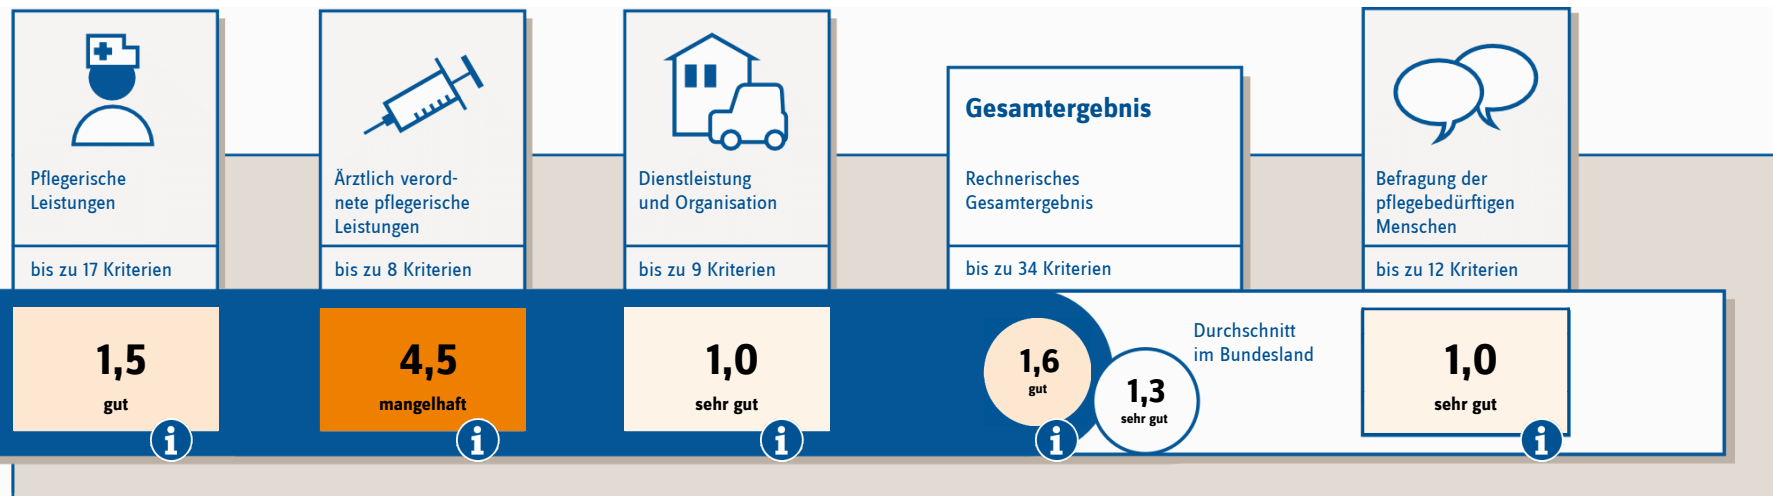 Pflegerische
Leistungen
bis zu 17 Kriterien
1,5
gut
i
Ärztlich verord-
nete pflegerische
Leistungen
bis zu 8 Kriterien
4,5
mangelhaft
i
Dienstleistung
und Organisation
bis zu 9 Kriterien
1,0
sehr gut
i
Gesamtergebnis
Rechnerisches
Gesamtergebnis
bis zu 34 Kriterien
1,6
gut
i
1,3
sehr gut
Durchschnitt
im Bundesland
Befragung der
pflegebedürftigen
Menschen
bis zu 12 Kriterien
1,0
sehr gut
i